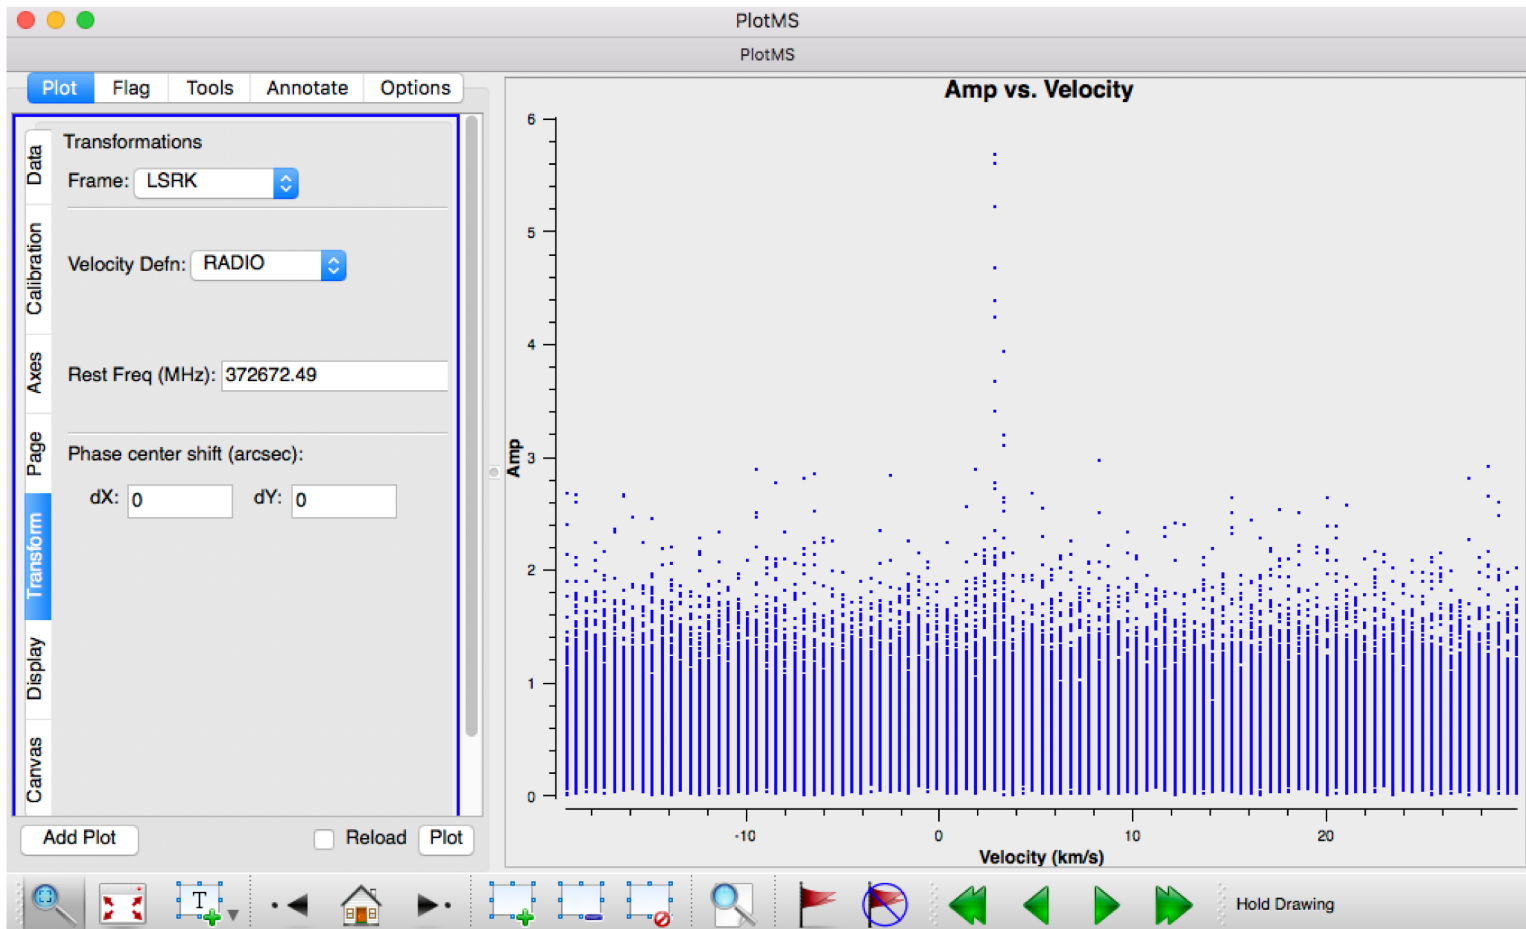 PlotMS
PlotMS
Plot Flag Tools Annotate Options
Data
Calibration
Axes
Page
Transform
Display
Canvas
Transformations
Frame: LSRK
Velocity Defn: RADIO
Rest Freq (MHz): 372672.49
Phase center shift (arcsec):
dX: 0 dY: 0
Add Plot Reload Plot
Amp vs. Velocity
Amp
6
5
4
3
2
1
0
-10 0 10 20
Velocity (km/s)
T
Hold Drawing